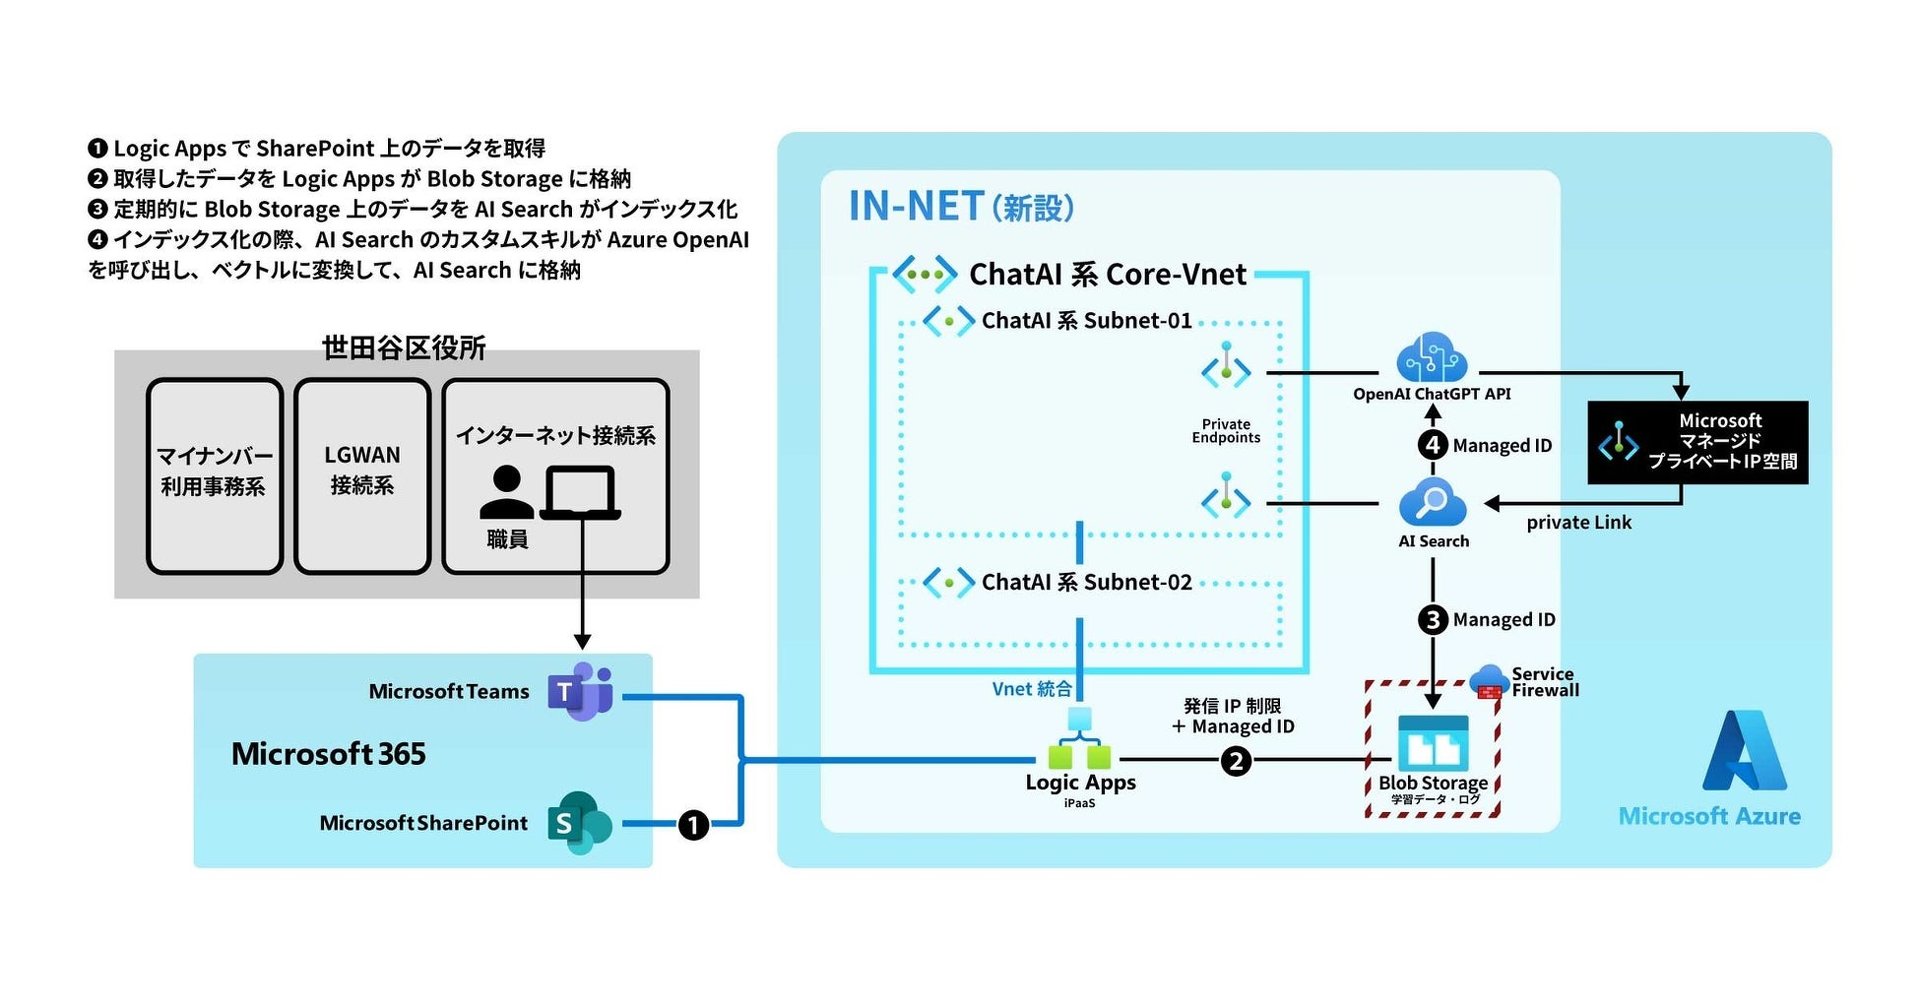 ❶ Logic Apps で SharePoint 上のデータを取得
❷ 取得したデータを Logic Apps が Blob Storage に格納
❸ 定期的に Blob Storage 上のデータを AI Search がインデックス化
❹ インデックス化の際、AI Search のカスタムスキルが Azure OpenAI
を呼び出し、ベクトルに変換して、AI Search に格納
世田谷区役所
マイナンバー
利用事務系
LGWAN
接続系
インターネット接続系
職員
Microsoft Teams
Microsoft 365
Microsoft SharePoint
❶
IN-NET（新設）
ChatAI 系 Core-Vnet
ChatAI 系 Subnet-01
Private
Endpoints
ChatAI 系 Subnet-02
Vnet 統合
Logic Apps
iPaaS
発信 IP 制限
＋ Managed ID
❷
OpenAI ChatGPT API
❹ Managed ID
AI Search
❸ Managed ID
Service
Firewall
Blob Storage
学習データ・ログ
Microsoft
マネージド
プライベートIP空間
private Link
Microsoft Azure